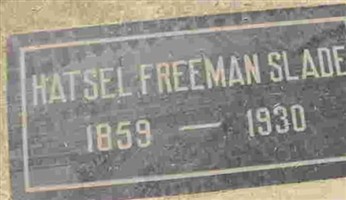 HATSEL FREEMAN SLADE
1859 — 1930